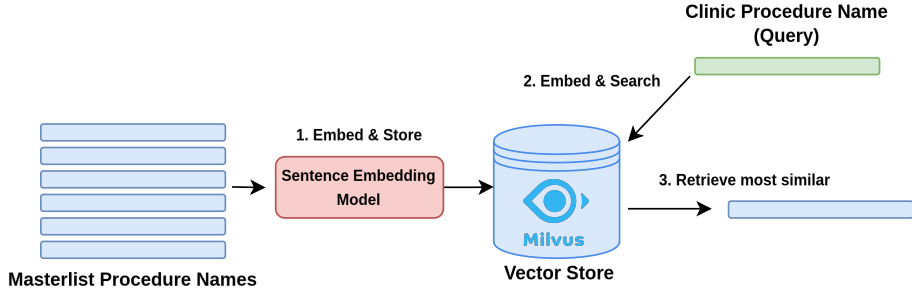 Clinic Procedure Name
(Query)
2. Embed & Search
1. Embed & Store
Sentence Embedding
Model
3. Retrieve most similar
Milvus
Vector Store
Masterlist Procedure Names